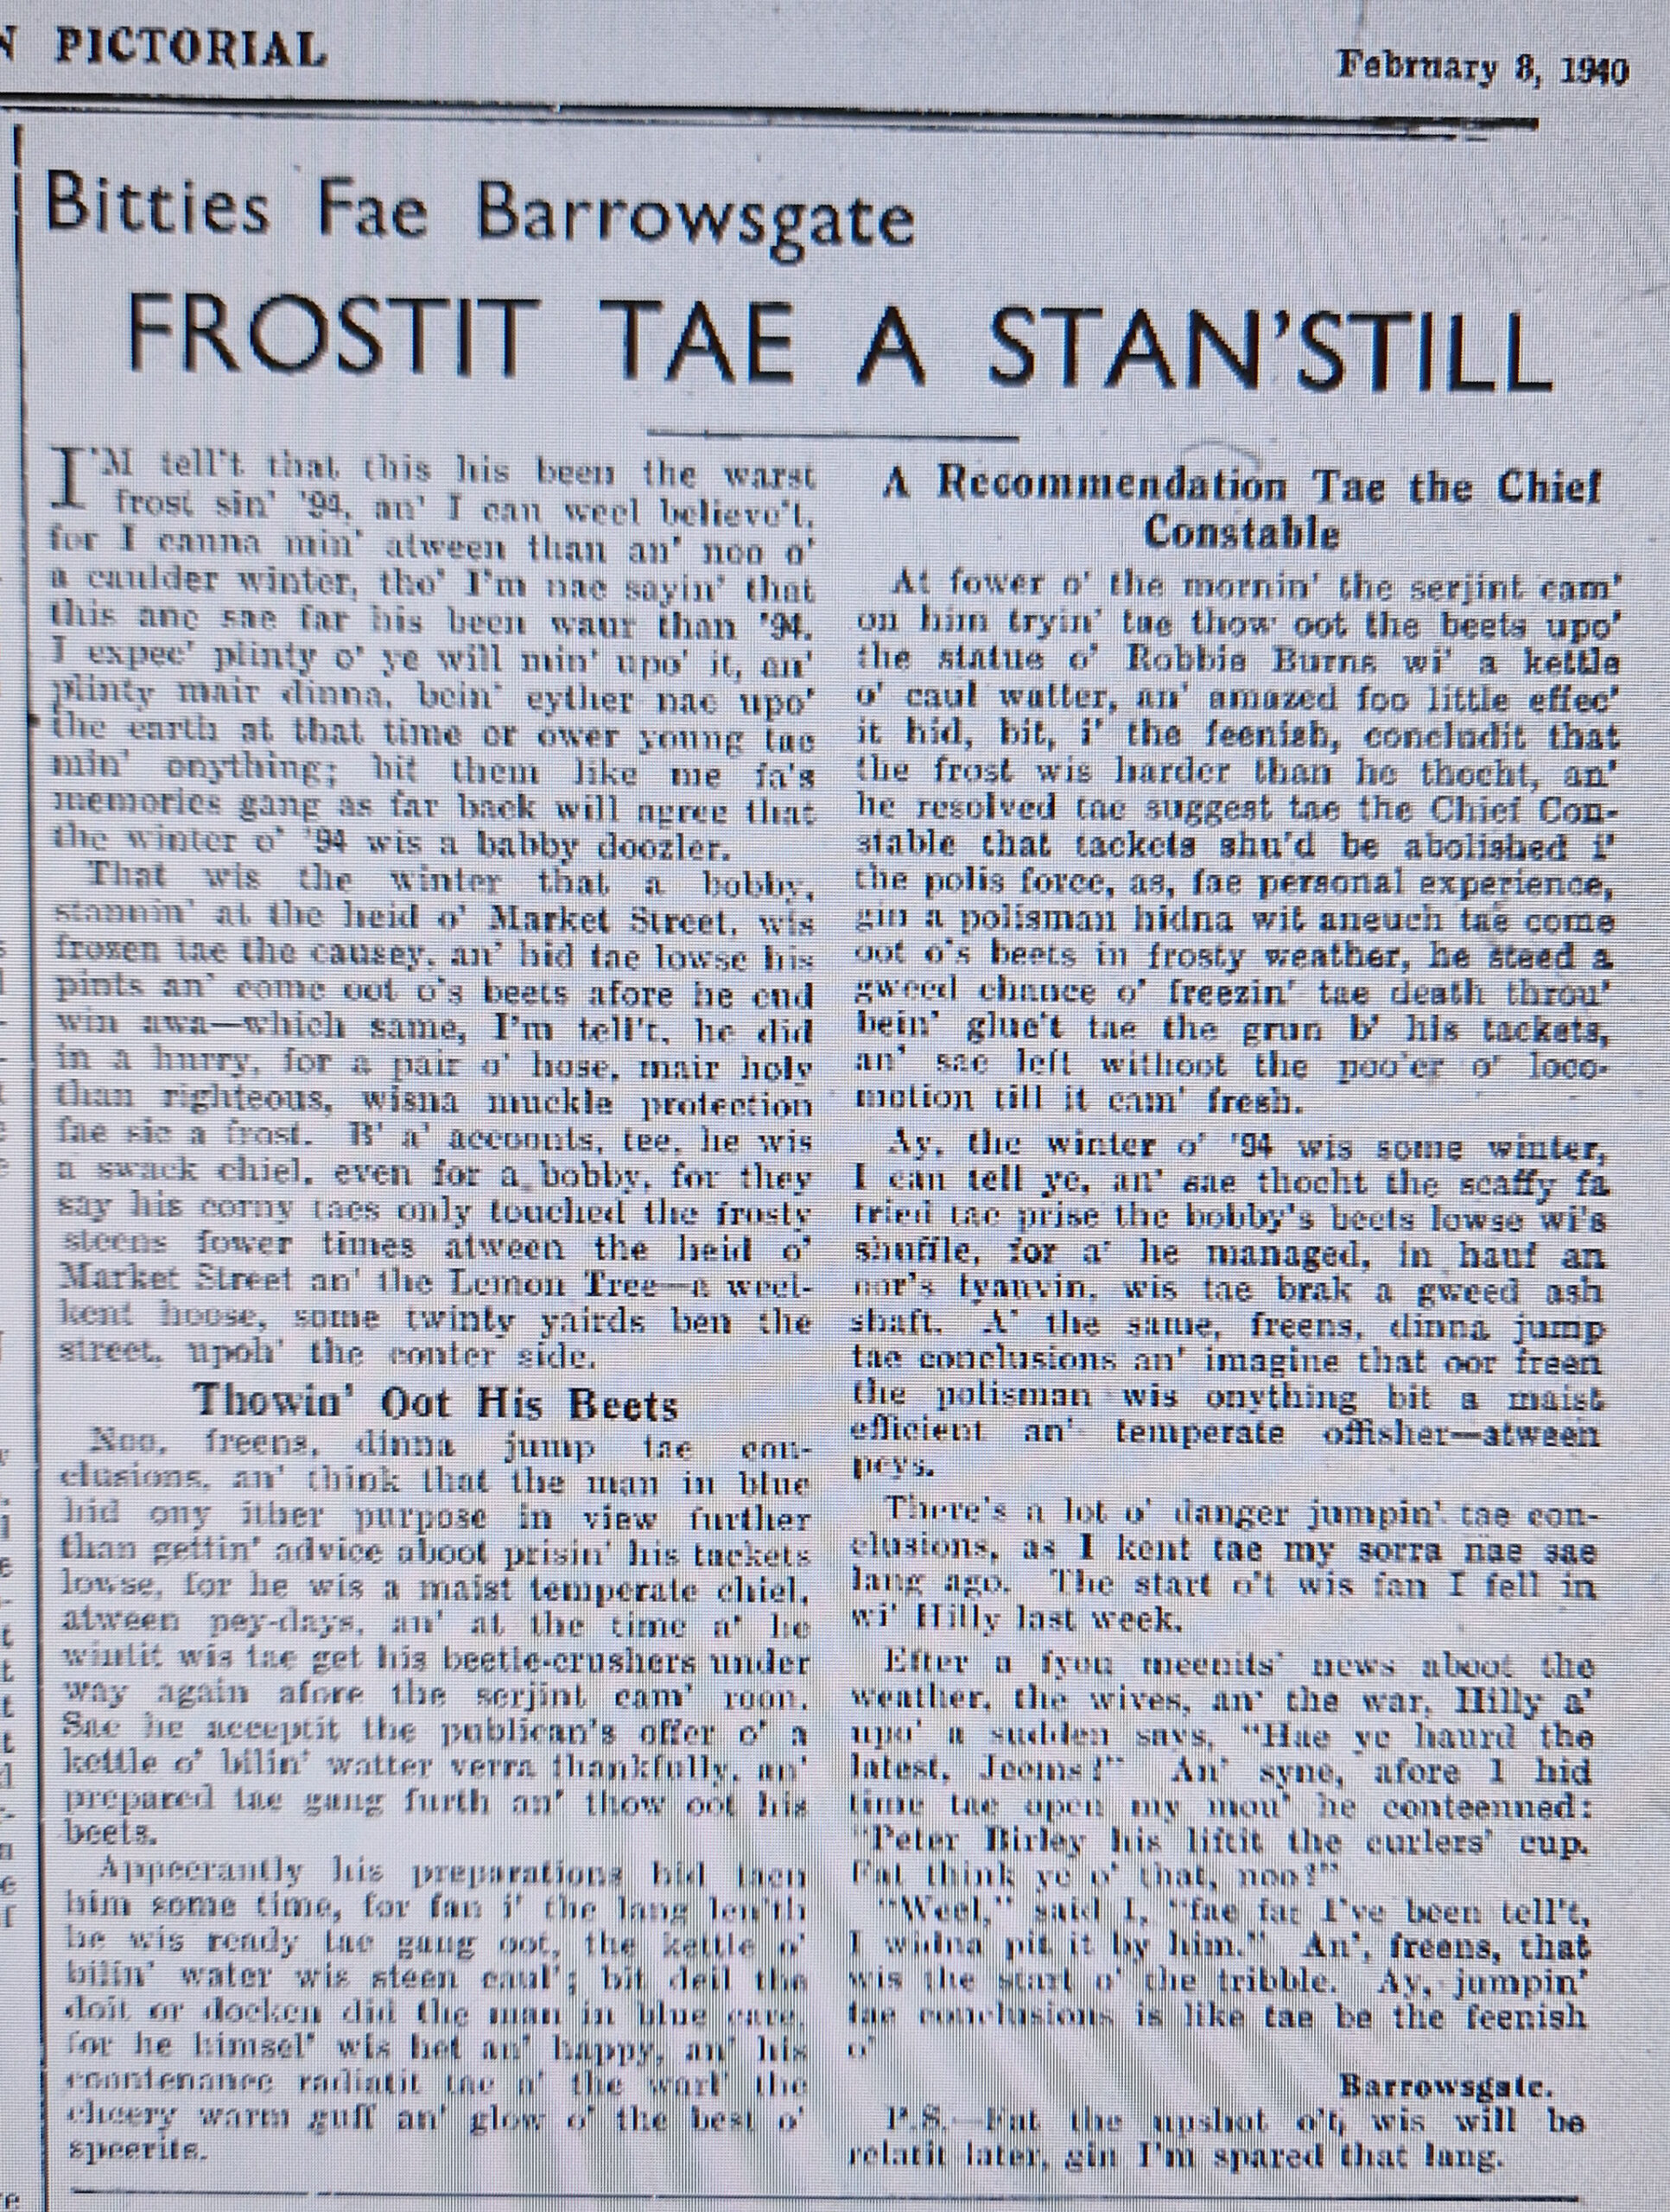 N PICTORIAL
February 8, 1940
Bitties Fae Barrowsgate
FROSTIT TAE A STAN'STILL
I'M tell't that this his been the warst
frost sin' '94, an' I can weel believe't,
for I canna min' atween than an' noo o'
a caulder winter, tho' I'm nae sayin' that
this ane sae far his been waur than '94.
I expec' plinty o' ye will min' upo' it, an'
plinty mair dinna, bein' eyther nae upo'
the earth at that time or ower young tae
min' onything; bit them like me fa's
memories gang as far back will agree that
the winter o' '94 wis a babby doozler.
That wis the winter that a bobby,
stannin' at the heid o' Market Street, wis
frozen tae the causey, an' hid tae lowse his
pints an' come oot o's beets afore he cud
win awa—which same, I'm tell't, he did
in a hurry, for a pair o' hose, mair holy
than righteous, wisna muckle protection
fae sic a frost. B' a' accounts, tee, he wis
a swack chiel, even for a bobby, for they
say his corny taes only touched the frosty
steens fower times atween the heid o'
Market Street an' the Lemon Tree—a weel-
kent hoose, some twinty yairds ben the
street, upoh' the conter side.
Thowin' Oot His Beets
Noo, freens, dinna jump tae con-
clusions, an' think that the man in blue
hid ony ither purpose in view further
than gettin' advice aboot prisin' his tackets
lowse, for he wis a maist temperate chiel,
atween pey-days, an' at the time a' he
wintit wis tae get his beetle-crushers under
way again afore the serjint cam' roon.
Sae he acceptit the publican's offer o' a
kettle o' bilin' watter verra thankfully, an'
prepared tae gang furth an' thow oot his
beets.
Appeerantly his preparations hid taen
him some time, for fan i' the lang len'th
he wis ready tae gang oot, the kettle o'
bilin' water wis steen caul'; bit deil the
doit or docken did the man in blue care,
for he himsel' wis het an' happy, an' his
countenance radiatit tae a' the warl' the
cheery warm guff an' glow o' the best o'
speerits.
A Recommendation Tae the Chief
Constable
At fower o' the mornin' the serjint cam'
on him tryin' tae thow oot the beets upo'
the statue o' Robbie Burns wi' a kettle
o' caul watter, an' amazed foo little effec'
it hid, bit, i' the feenish, concludit that
the frost wis harder than he thocht, an'
he resolved tae suggest tae the Chief Con-
stable that tackets shu'd be abolished i'
the polis force, as, fae personal experience,
gin a polisman hidna wit aneuch tae come
oot o's beets in frosty weather, he steed a
gweed chance o' freezin' tae death throu'
bein' glue't tae the grun b' his tackets,
an' sae left withoot the poo'er o' loco-
motion till it cam' fresh.
Ay, the winter o' '94 wis some winter,
I can tell ye, an' sae thocht the scaffy fa
tried tae prise the bobby's beets lowse wi's
shuffle, for a' he managed, in hauf an
oor's tyauvin, wis tae brak a gweed ash
shaft. A' the same, freens, dinna jump
tae conclusions an' imagine that oor freen
the polisman wis onything bit a maist
efficient an' temperate offisher—atween
peys.
There's a lot o' danger jumpin' tae con-
clusions, as I kent tae my sorra nae sae
lang ago. The start o't wis fan I fell in
wi' Hilly last week.
Efter a fyou meenits' news aboot the
weather, the wives, an' the war, Hilly a'
upo' a sudden says, "Hae ye haurd the
latest, Jeems?" An' syne, afore I hid
time tae open my mou' he conteenned:
"Peter Birley his liftit the curlers' cup.
Fat think ye o' that, noo?"
"Weel," said I, "fae fat I've been tell't,
I widna pit it by him." An', freens, that
wis the start o' the tribble. Ay, jumpin'
tae conclusions is like tae be the feenish
o'
Barrowsgate.
P.S.—Fat the upshot o't wis will be
relatit later, gin I'm spared that lang.